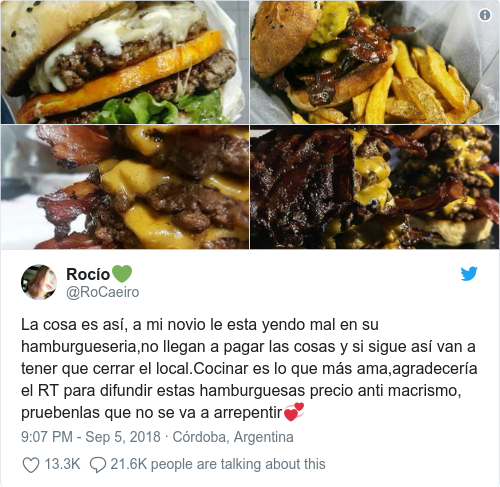 Rocío💚
@RoCaeiro
La cosa es así, a mi novio le esta yendo mal en su
hamburgueseria,no llegan a pagar las cosas y si sigue así van a
tener que cerrar el local.Cocinar es lo que más ama,agradecería
el RT para difundir estas hamburguesas precio anti macrismo,
pruebenlas que no se va a arrepentir💞
9:07 PM - Sep 5, 2018 · Córdoba, Argentina
13.3K 21.6K people are talking about this